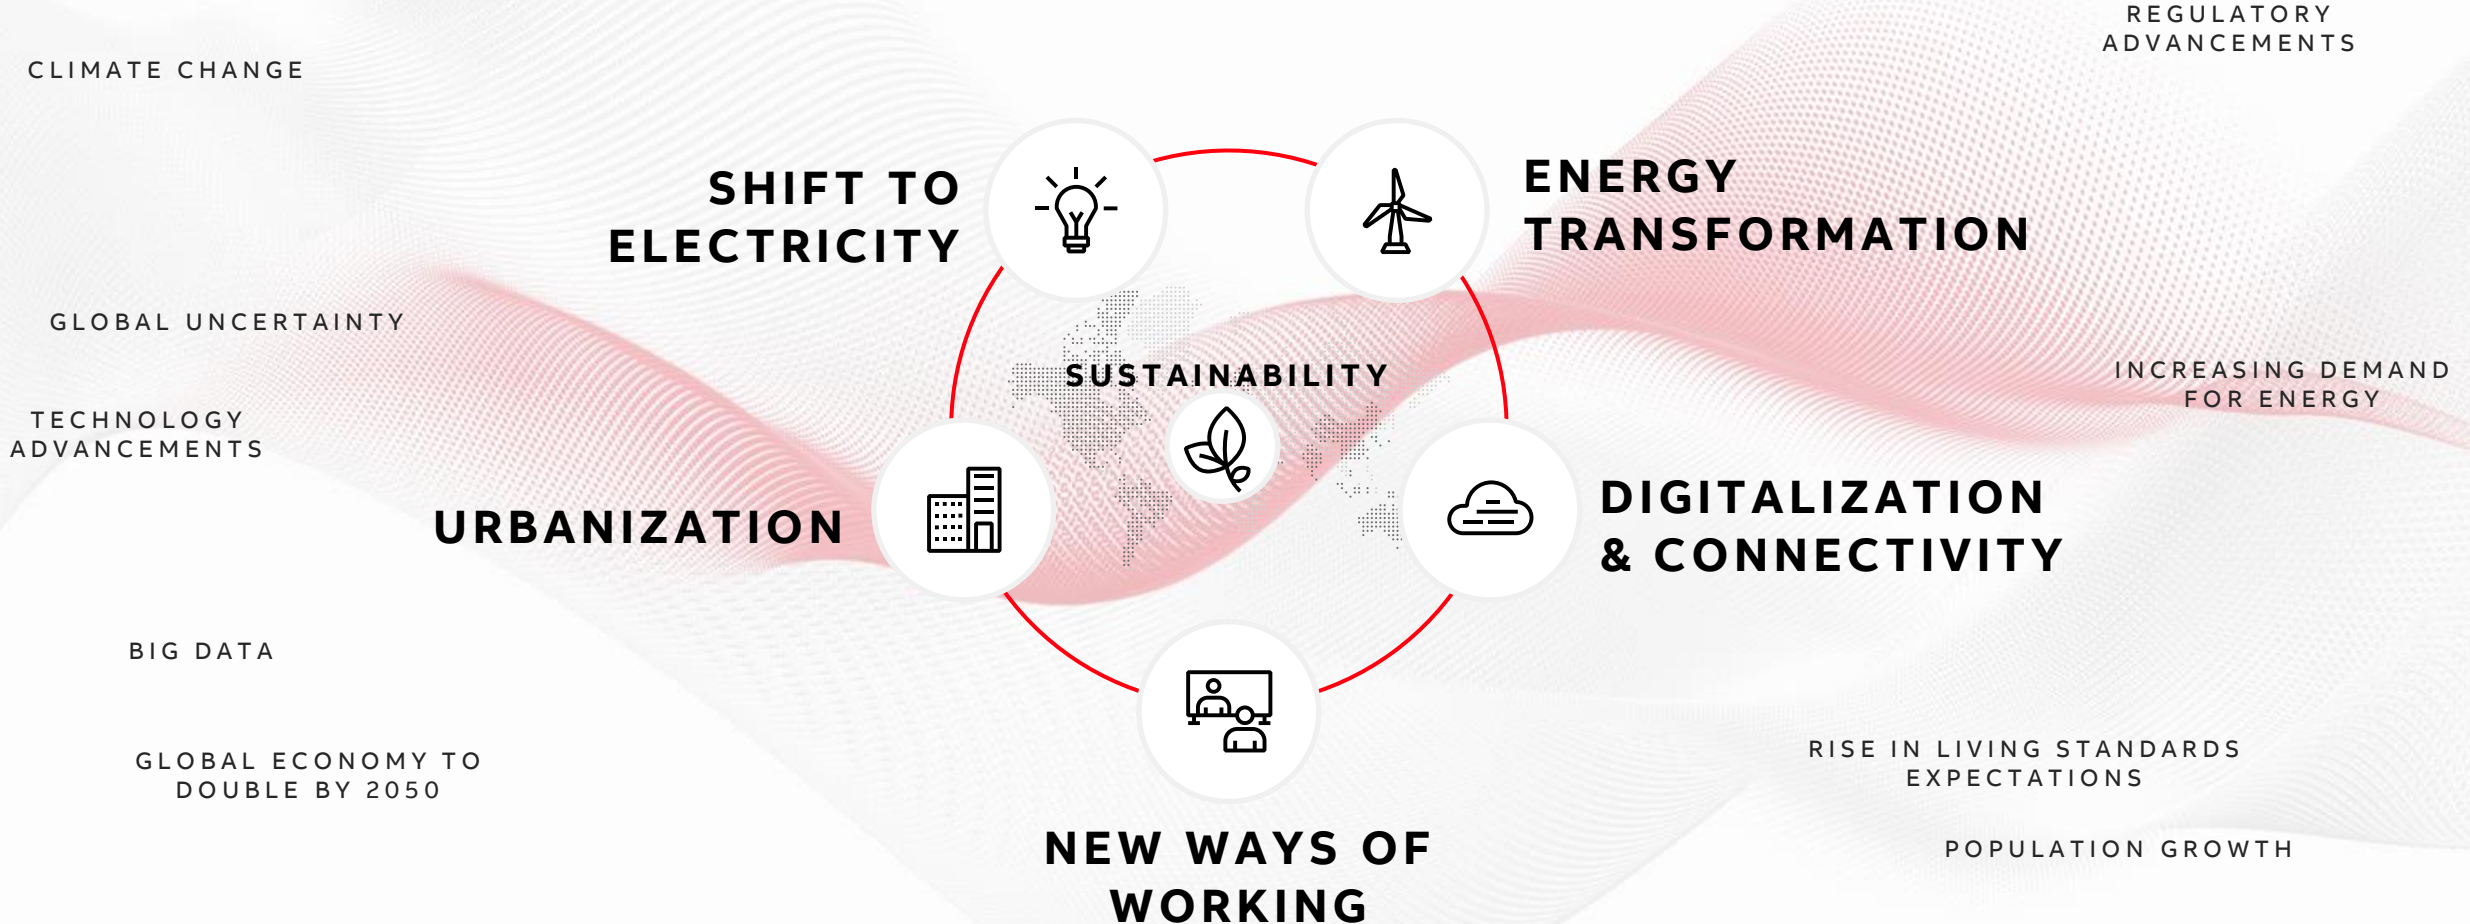 REGULATORY
ADVANCEMENTS
CLIMATE CHANGE
SHIFT TO
ELECTRICITY
ENERGY
TRANSFORMATION
GLOBAL UNCERTAINTY
SUSTAINABILITY
INCREASING DEMAND
FOR ENERGY
TECHNOLOGY
ADVANCEMENTS
URBANIZATION
DIGITALIZATION
& CONNECTIVITY
BIG DATA
GLOBAL ECONOMY TO
DOUBLE BY 2050
RISE IN LIVING STANDARDS
EXPECTATIONS
NEW WAYS OF
WORKING
POPULATION GROWTH